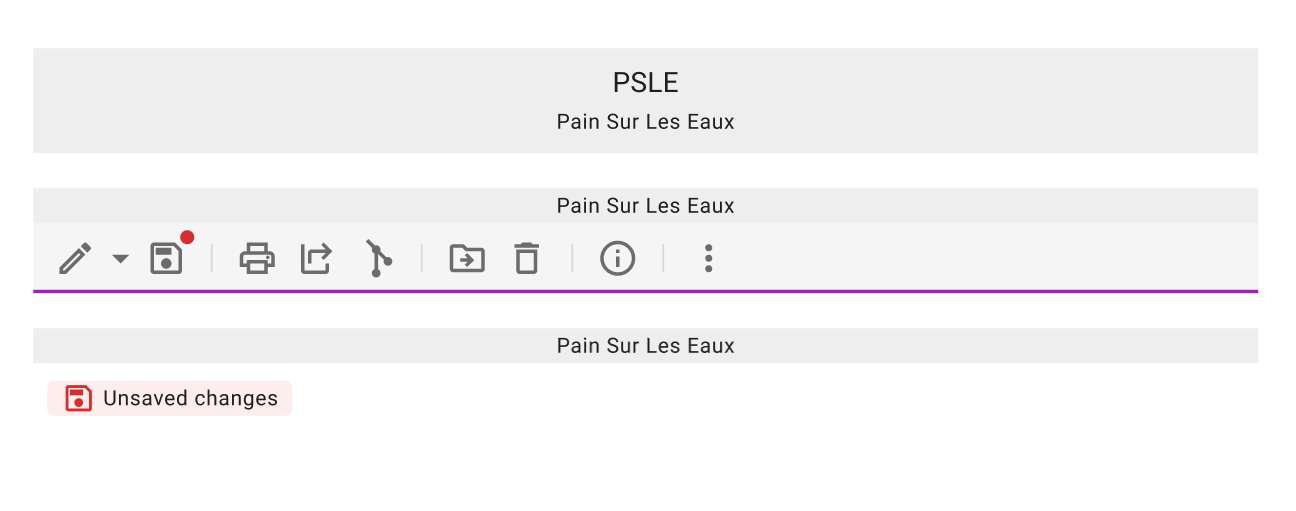 PSLE
Pain Sur Les Eaux
Pain Sur Les Eaux
Pain Sur Les Eaux
Unsaved changes